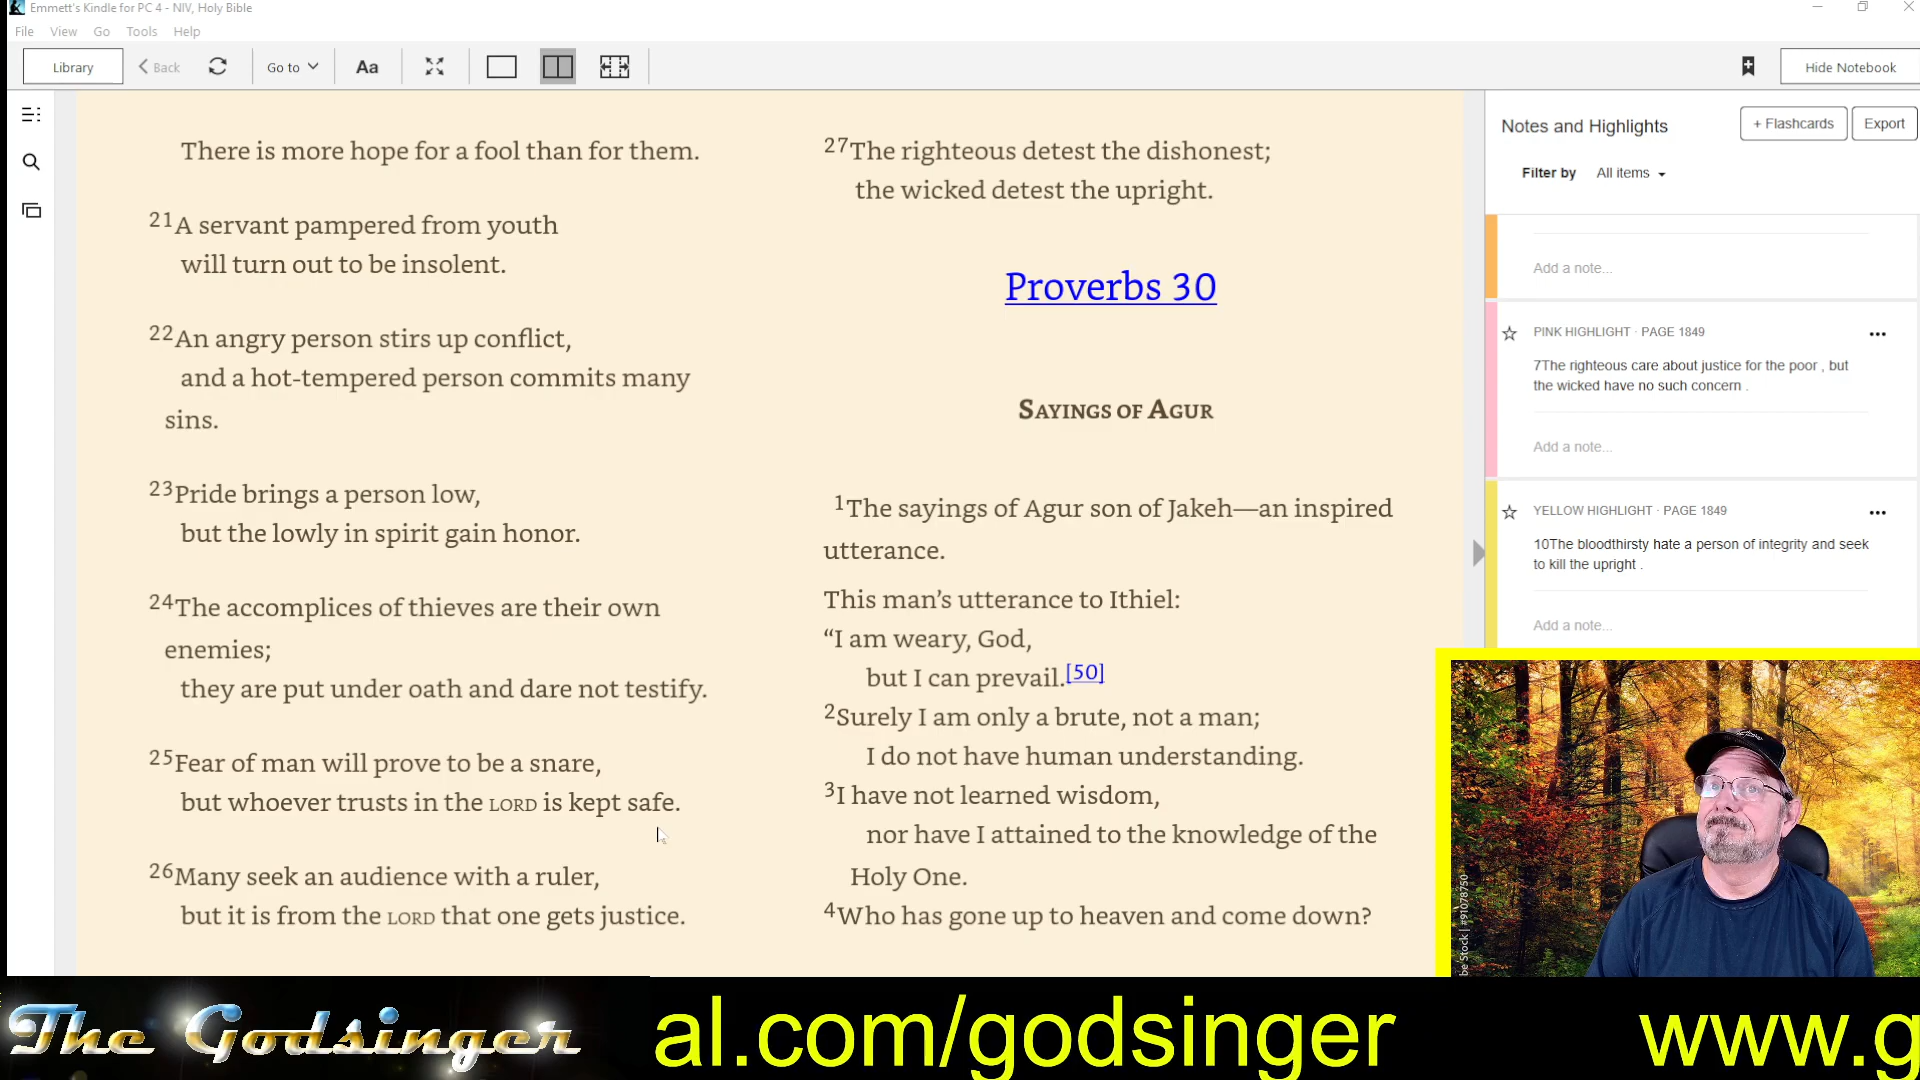 Emmett's Kindle for PC 4 - NIV, Holy Bible
File View Go Tools Help
Library Back Go to Aa Hide Notebook
There is more hope for a fool than for them.
21A servant pampered from youth
will turn out to be insolent.
22An angry person stirs up conflict,
and a hot-tempered person commits many
sins.
23Pride brings a person low,
but the lowly in spirit gain honor.
24The accomplices of thieves are their own
enemies;
they are put under oath and dare not testify.
25Fear of man will prove to be a snare,
but whoever trusts in the LORD is kept safe.
26Many seek an audience with a ruler,
but it is from the LORD that one gets justice.
27The righteous detest the dishonest;
the wicked detest the upright.
Proverbs 30
SAYINGS OF AGUR
1The sayings of Agur son of Jakeh—an inspired
utterance.
This man’s utterance to Ithiel:
“I am weary, God,
but I can prevail.[50]
2Surely I am only a brute, not a man;
I do not have human understanding.
3I have not learned wisdom,
nor have I attained to the knowledge of the
Holy One.
4Who has gone up to heaven and come down?
Notes and Highlights + Flashcards Export
Filter by All items
Add a note...
PINK HIGHLIGHT · PAGE 1849
7The righteous care about justice for the poor , but
the wicked have no such concern .
Add a note...
YELLOW HIGHLIGHT · PAGE 1849
10The bloodthirsty hate a person of integrity and seek
to kill the upright .
Add a note...
be Stock | #91078750
The Godsinger al.com/godsinger www.g